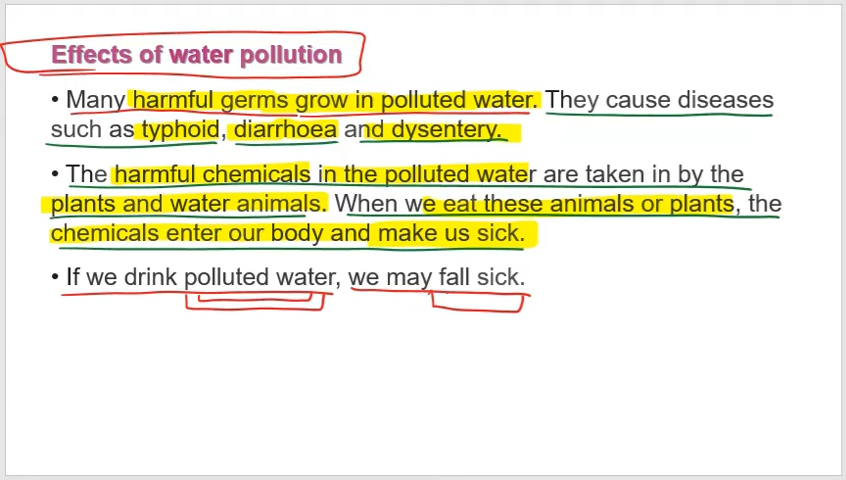 Effects of water pollution
• Many harmful germs grow in polluted water. They cause diseases
such as typhoid, diarrhoea and dysentery.
• The harmful chemicals in the polluted water are taken in by the
plants and water animals. When we eat these animals or plants, the
chemicals enter our body and make us sick.
• If we drink polluted water, we may fall sick.